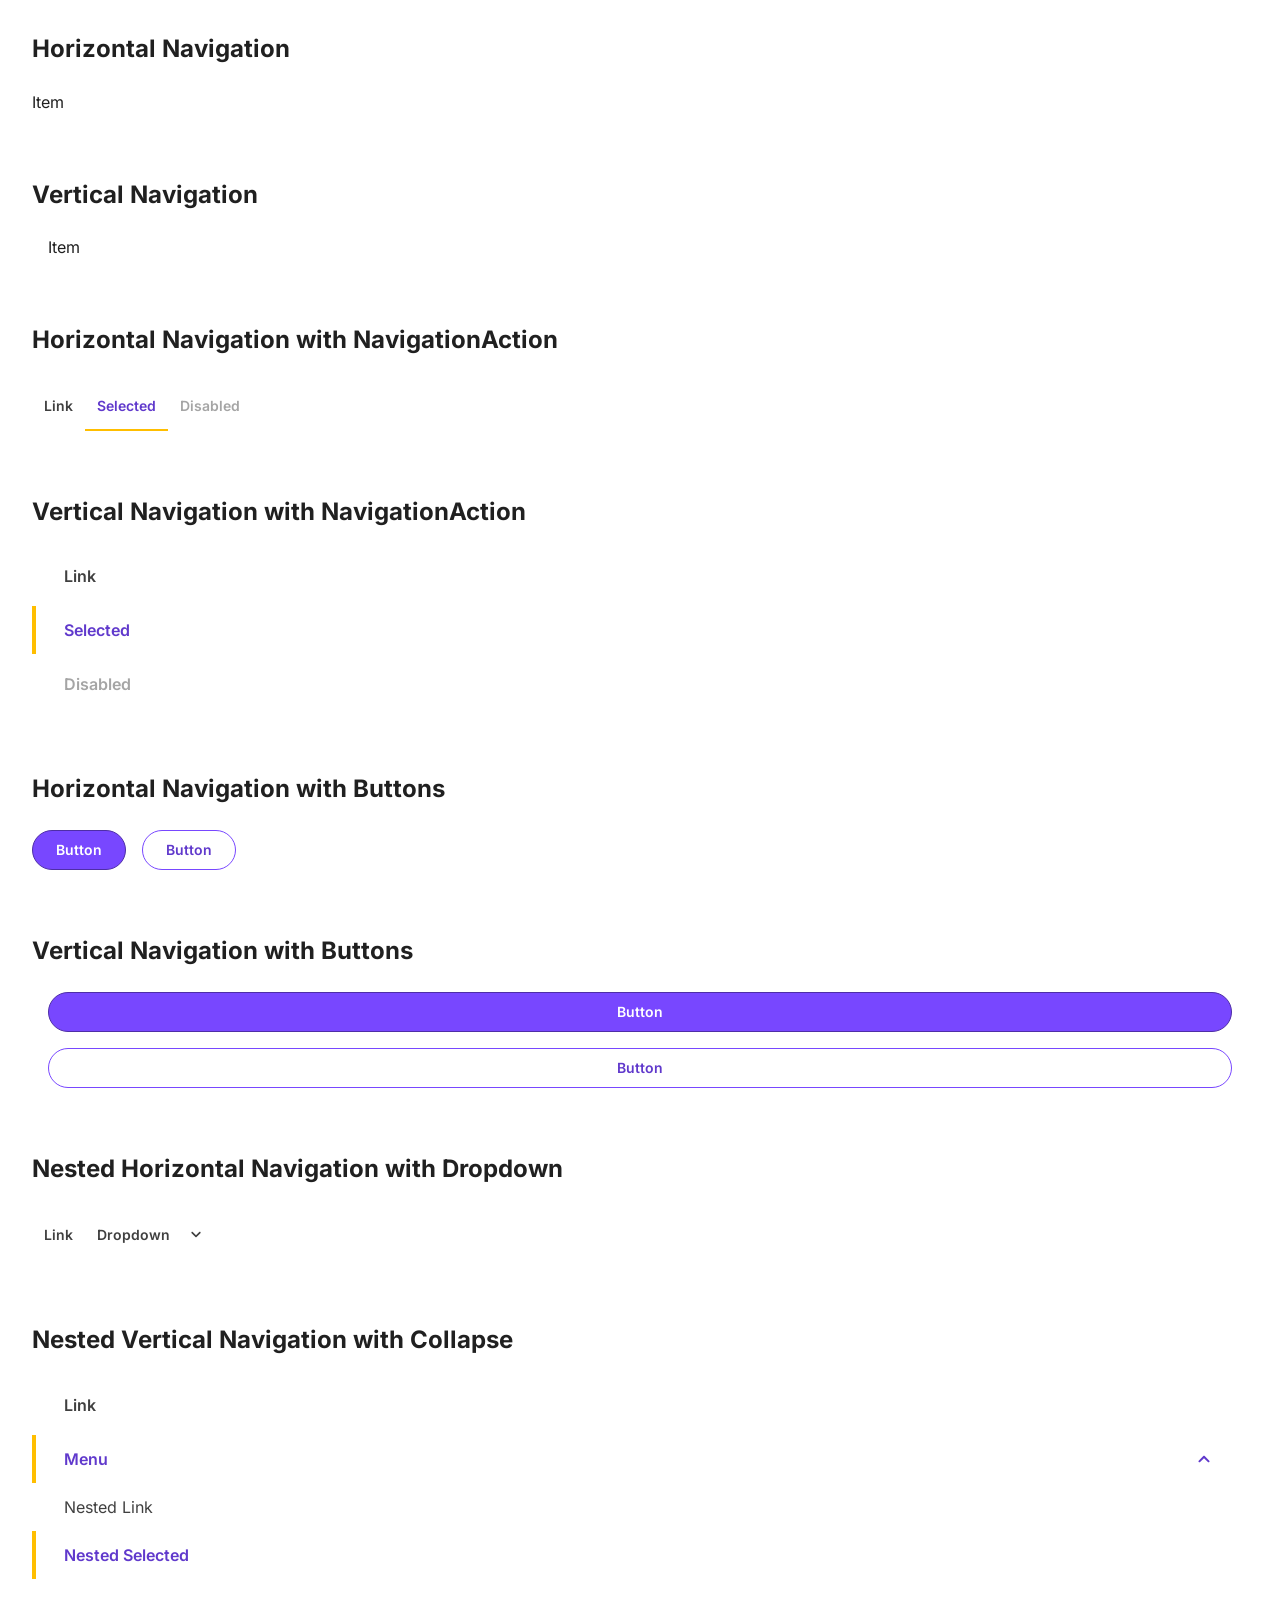 Horizontal Navigation
Item
Vertical Navigation
Item
Horizontal Navigation with NavigationAction
Link Selected Disabled
Vertical Navigation with NavigationAction
Link
Selected
Disabled
Horizontal Navigation with Buttons
Button Button
Vertical Navigation with Buttons
Button
Button
Nested Horizontal Navigation with Dropdown
Link Dropdown
Nested Vertical Navigation with Collapse
Link
Menu
Nested Link
Nested Selected